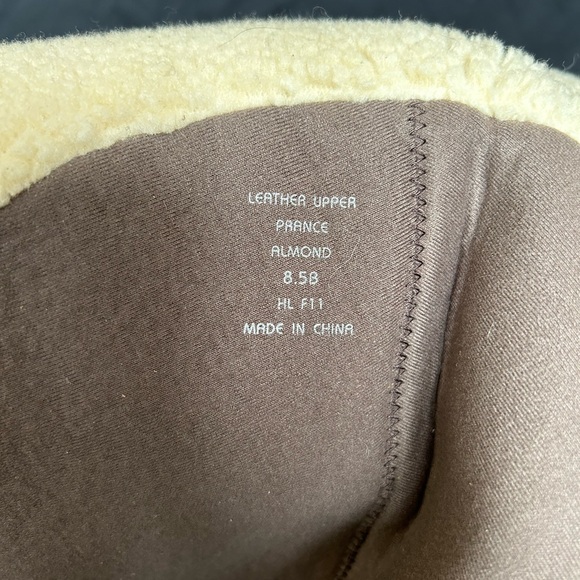 LEATHER UPPER
PRANCE
ALMOND
8.5B
HL F11
MADE IN CHINA